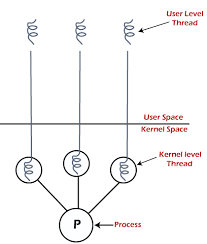 User Level
Thread
User Space
Kernel Space
Kernel level
Thread
P
Process